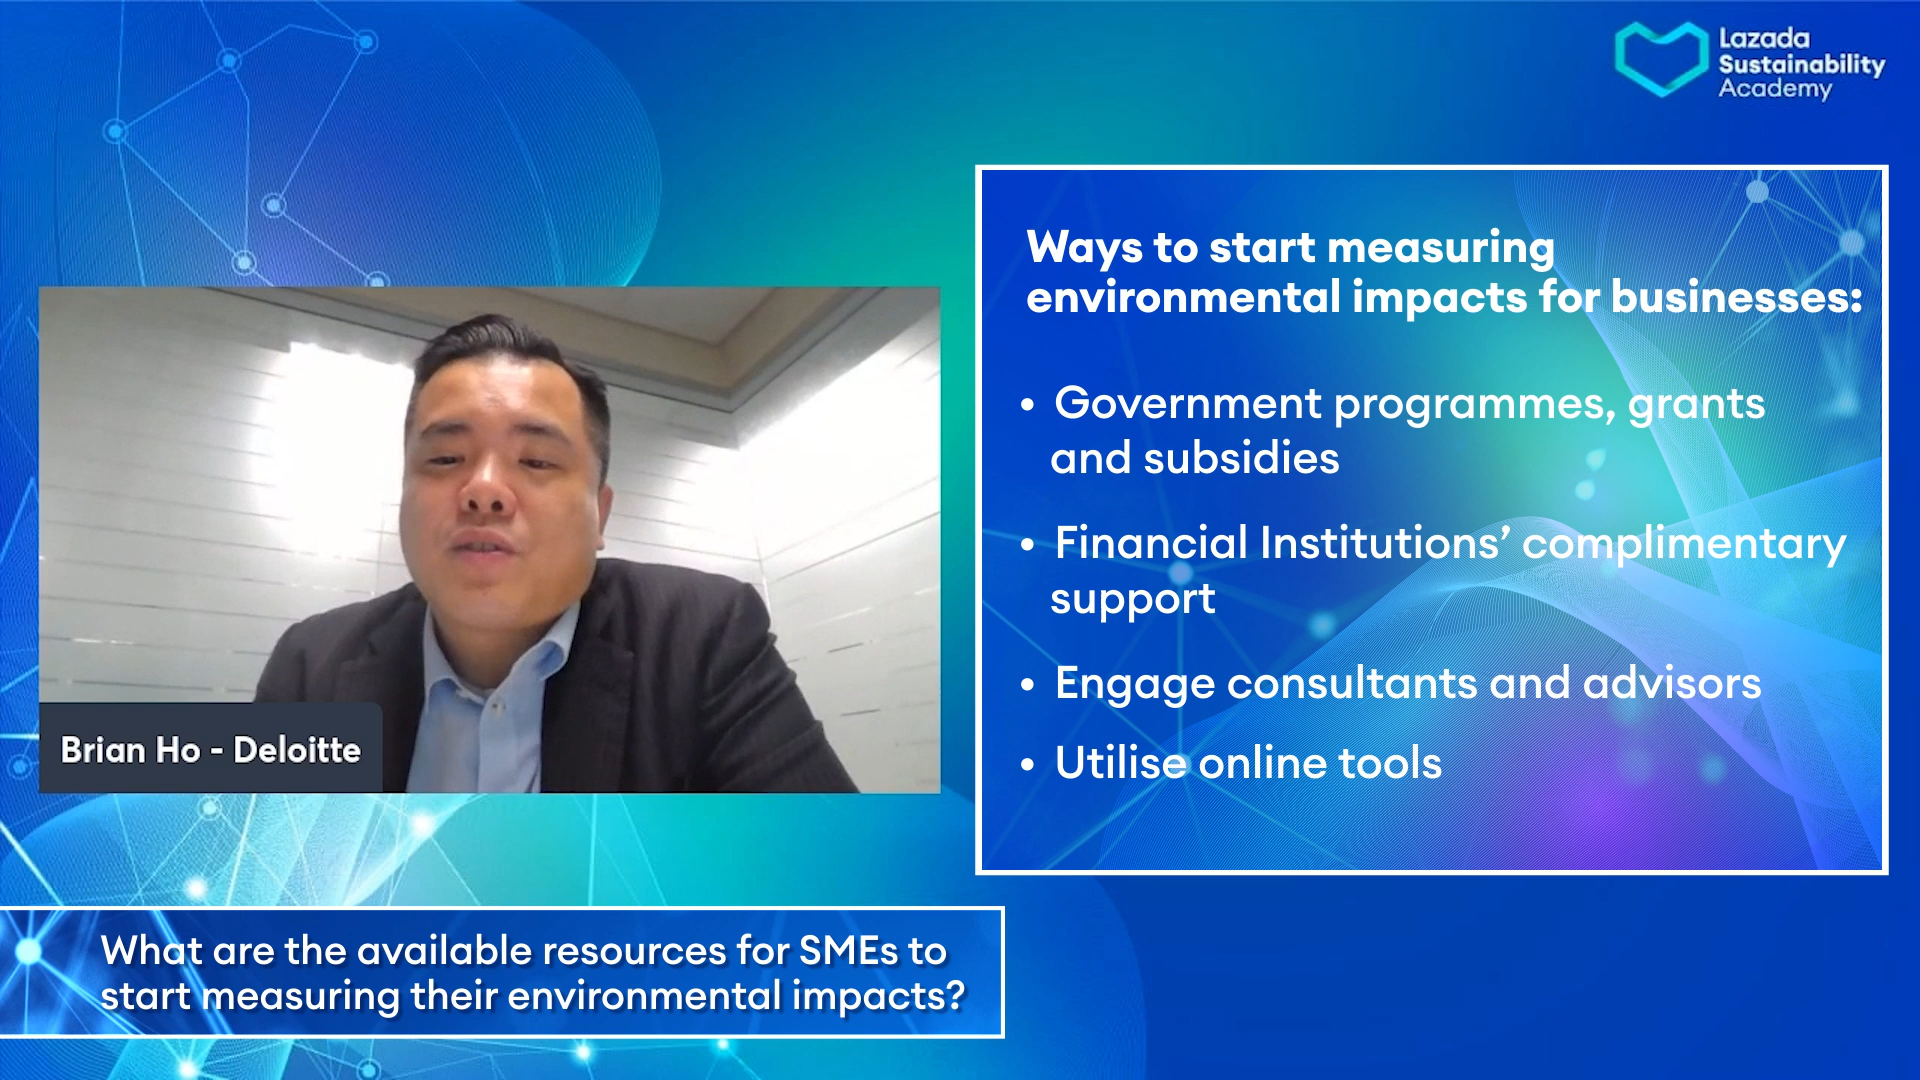 Lazada
Sustainability
Academy
Ways to start measuring
environmental impacts for businesses:
• Government programmes, grants
and subsidies
• Financial Institutions’ complimentary
support
• Engage consultants and advisors
• Utilise online tools
Brian Ho - Deloitte
What are the available resources for SMEs to
start measuring their environmental impacts?